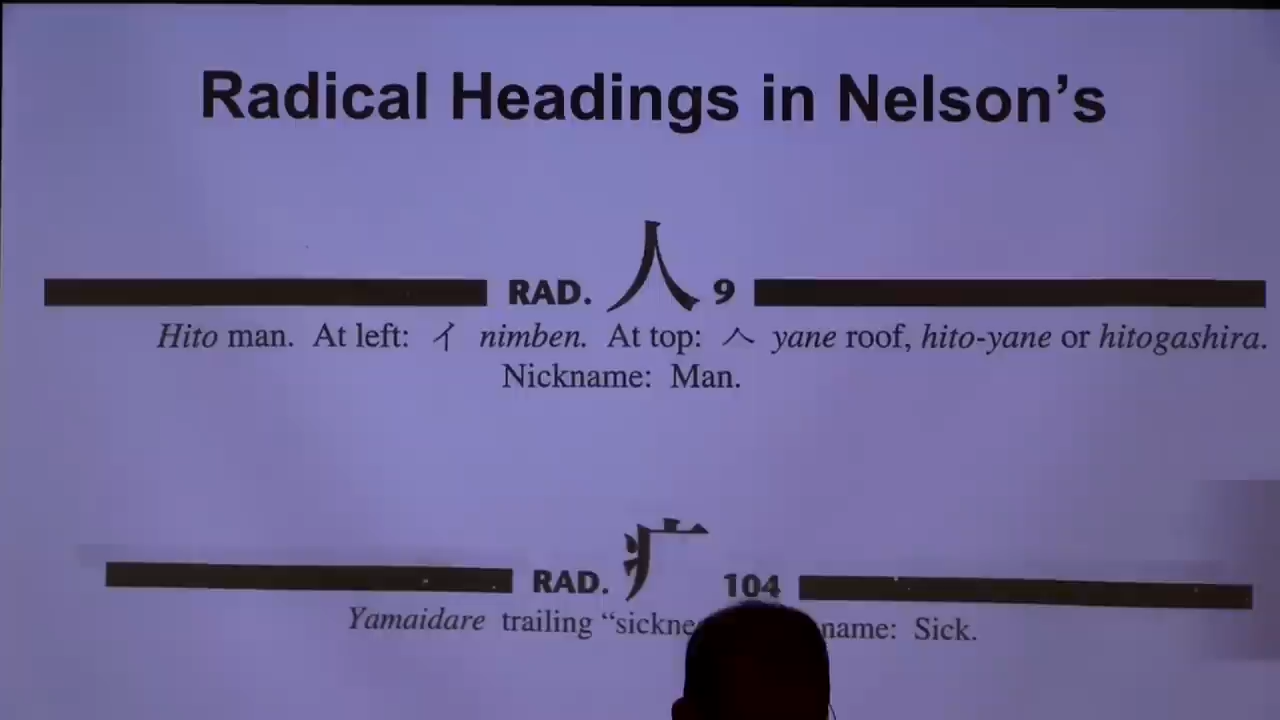 Radical Headings in Nelson's
RAD. 人 9
Hito man. At left: 亻 nimben. At top: 𠆢 yane roof, hito-yane or hitogashira.
Nickname: Man.
RAD. 疒 104
Yamaidare trailing “sickne name: Sick.